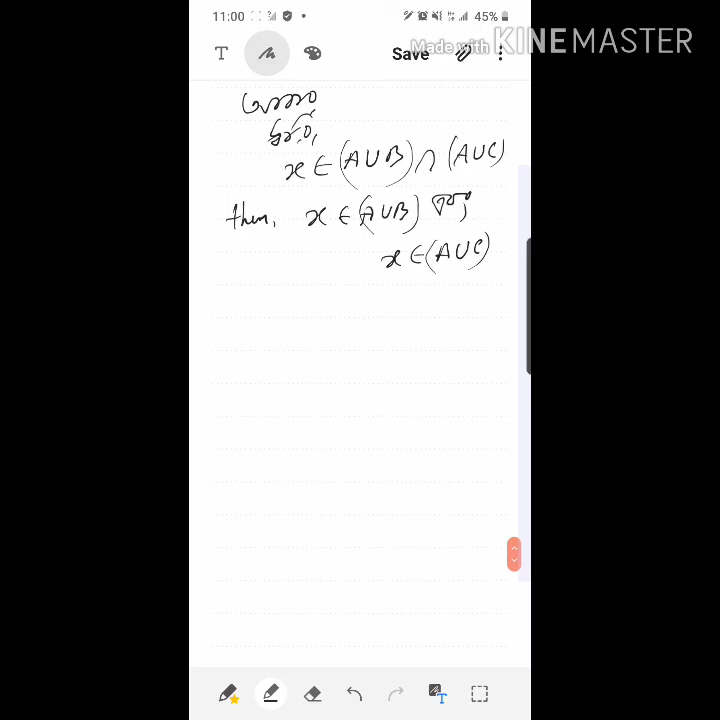 11:00
45%
Made with KINEMASTER
T
Save
x ∈ (A∪B) ∩ (A∪C)
then, x ∈ (A∪B)
x ∈ (A∪C)